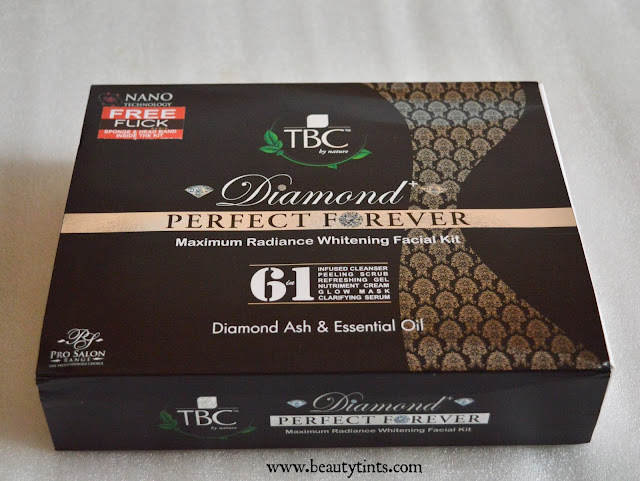 NANO
TECHNOLOGY
FREE
FLICK
SPONGE & HEAD BAND
INSIDE THE KIT.
TBC™
by nature
Diamond+
PERFECT FOREVER
Maximum Radiance Whitening Facial Kit
6 in 1
INFUSED CLEANSER
PEELING SCRUB
REFRESHING GEL
NUTRIMENT CREAM
GLOW MASK
CLARIFYING SERUM
Diamond Ash & Essential Oil
PS
PRO SALON
RANGE
TBC™
by nature
Diamond+
PERFECT FOREVER
Maximum Radiance Whitening Facial Kit
www.beautytints.com